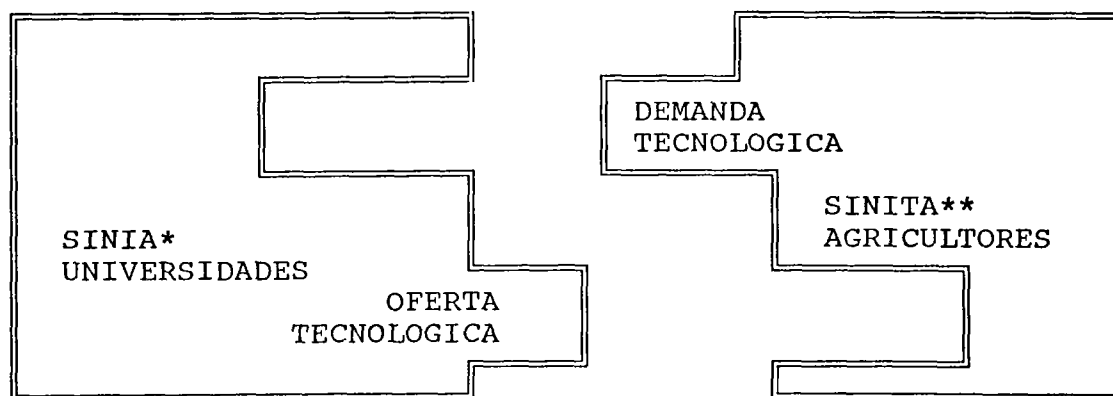 DEMANDA
TECNOLOGICA
SINITA**
AGRICULTORES
SINIA*
UNIVERSIDADES
OFERTA
TECNOLOGICA